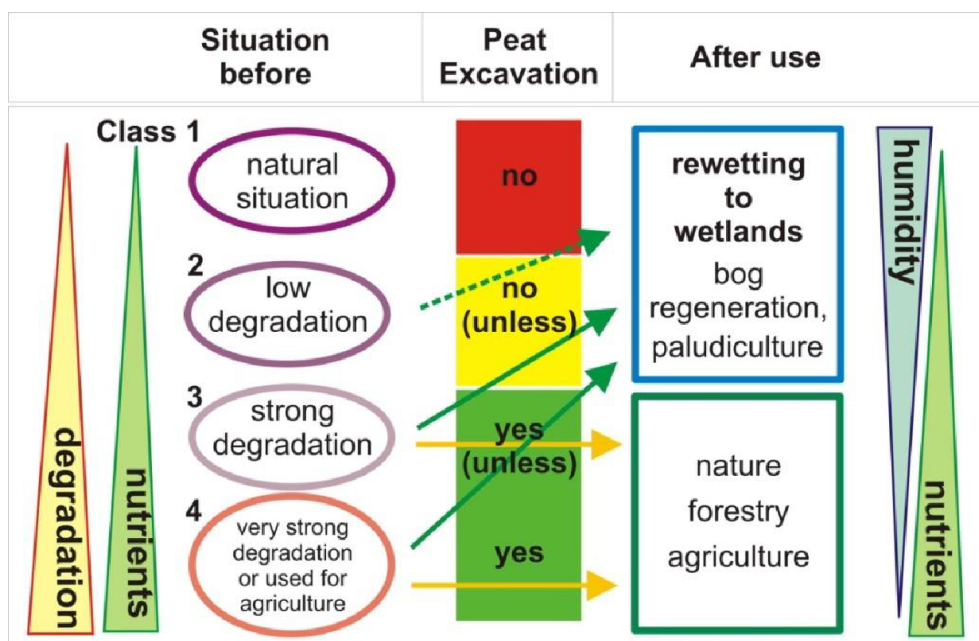 Situation
before
Peat
Excavation
After use
Class 1
natural
situation
no
rewetting
to
wetlands
bog
regeneration,
paludiculture
2
low
degradation
no
(unless)
3
strong
degradation
yes
(unless)
nature
forestry
agriculture
4
very strong
degradation
or used for
agriculture
yes
degradation
nutrients
humidity
nutrients